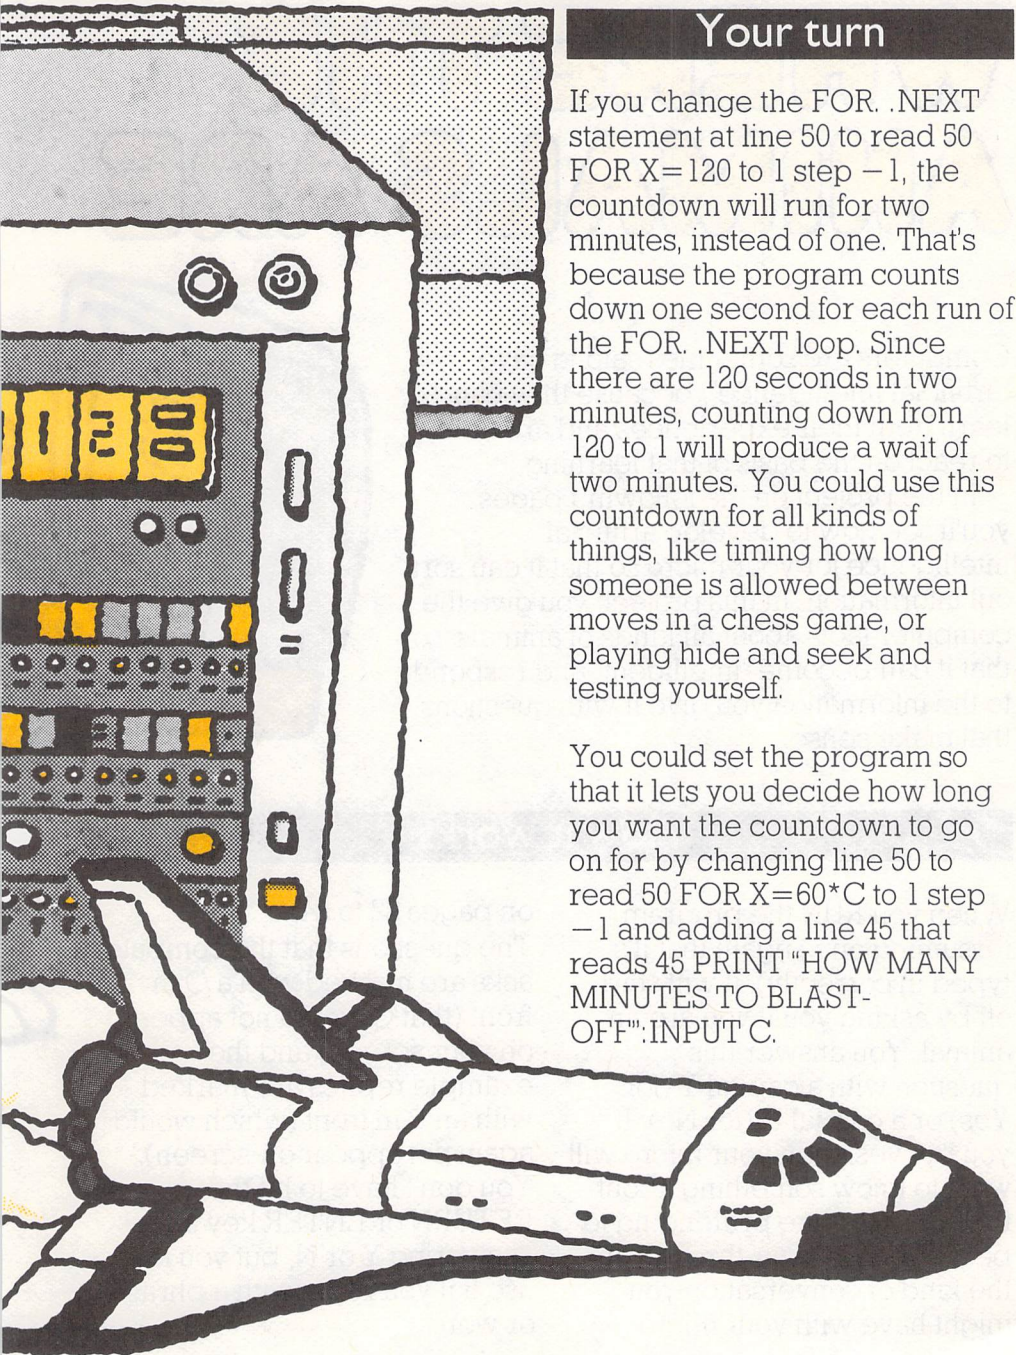 Your turn
If you change the FOR. .NEXT
statement at line 50 to read 50
FOR X=120 to 1 step −1, the
countdown will run for two
minutes, instead of one. That's
because the program counts
down one second for each run of
the FOR. .NEXT loop. Since
there are 120 seconds in two
minutes, counting down from
120 to 1 will produce a wait of
two minutes. You could use this
countdown for all kinds of
things, like timing how long
someone is allowed between
moves in a chess game, or
playing hide and seek and
testing yourself.
You could set the program so
that it lets you decide how long
you want the countdown to go
on for by changing line 50 to
read 50 FOR X=60*C to 1 step
−1 and adding a line 45 that
reads 45 PRINT “HOW MANY
MINUTES TO BLAST-
OFF”:INPUT C.